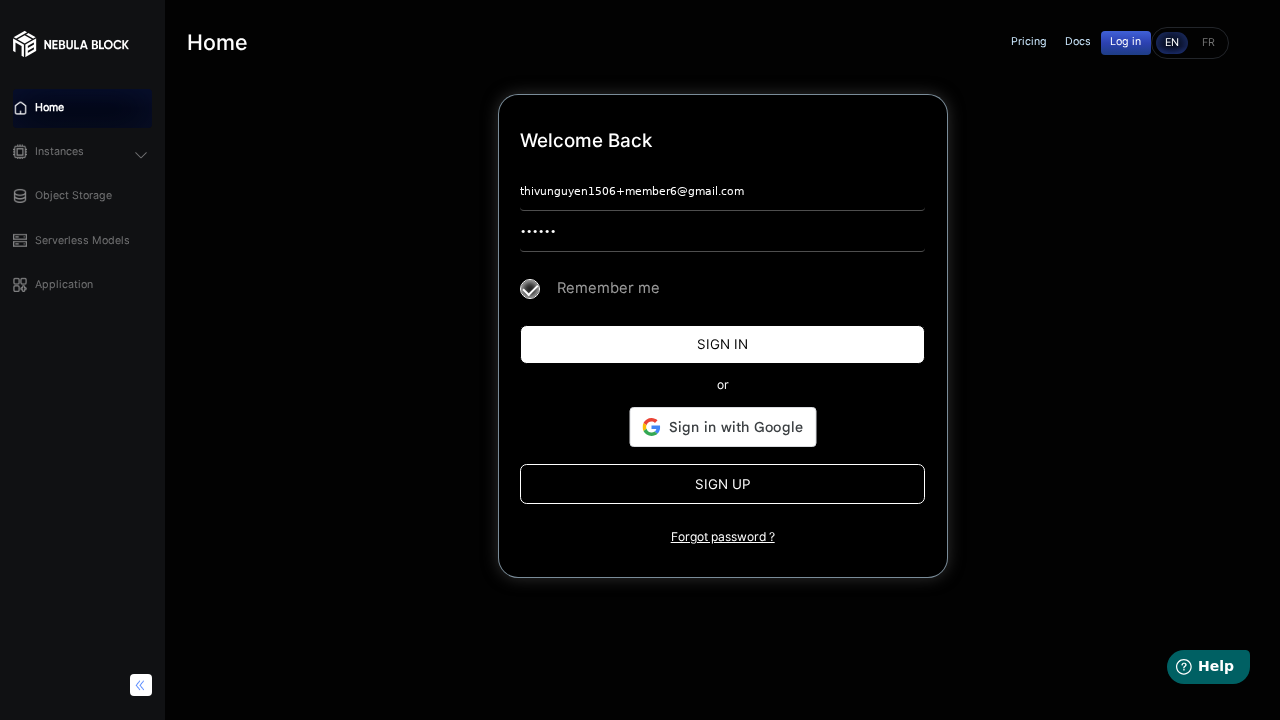 NEBULA BLOCK
Home
Instances
Object Storage
Serverless Models
Application
Home
Pricing
Docs
Log in
EN
FR
Welcome Back
thivunguyen1506+member6@gmail.com
••••••
Remember me
SIGN IN
or
Sign in with Google
SIGN UP
Forgot password ?
Help